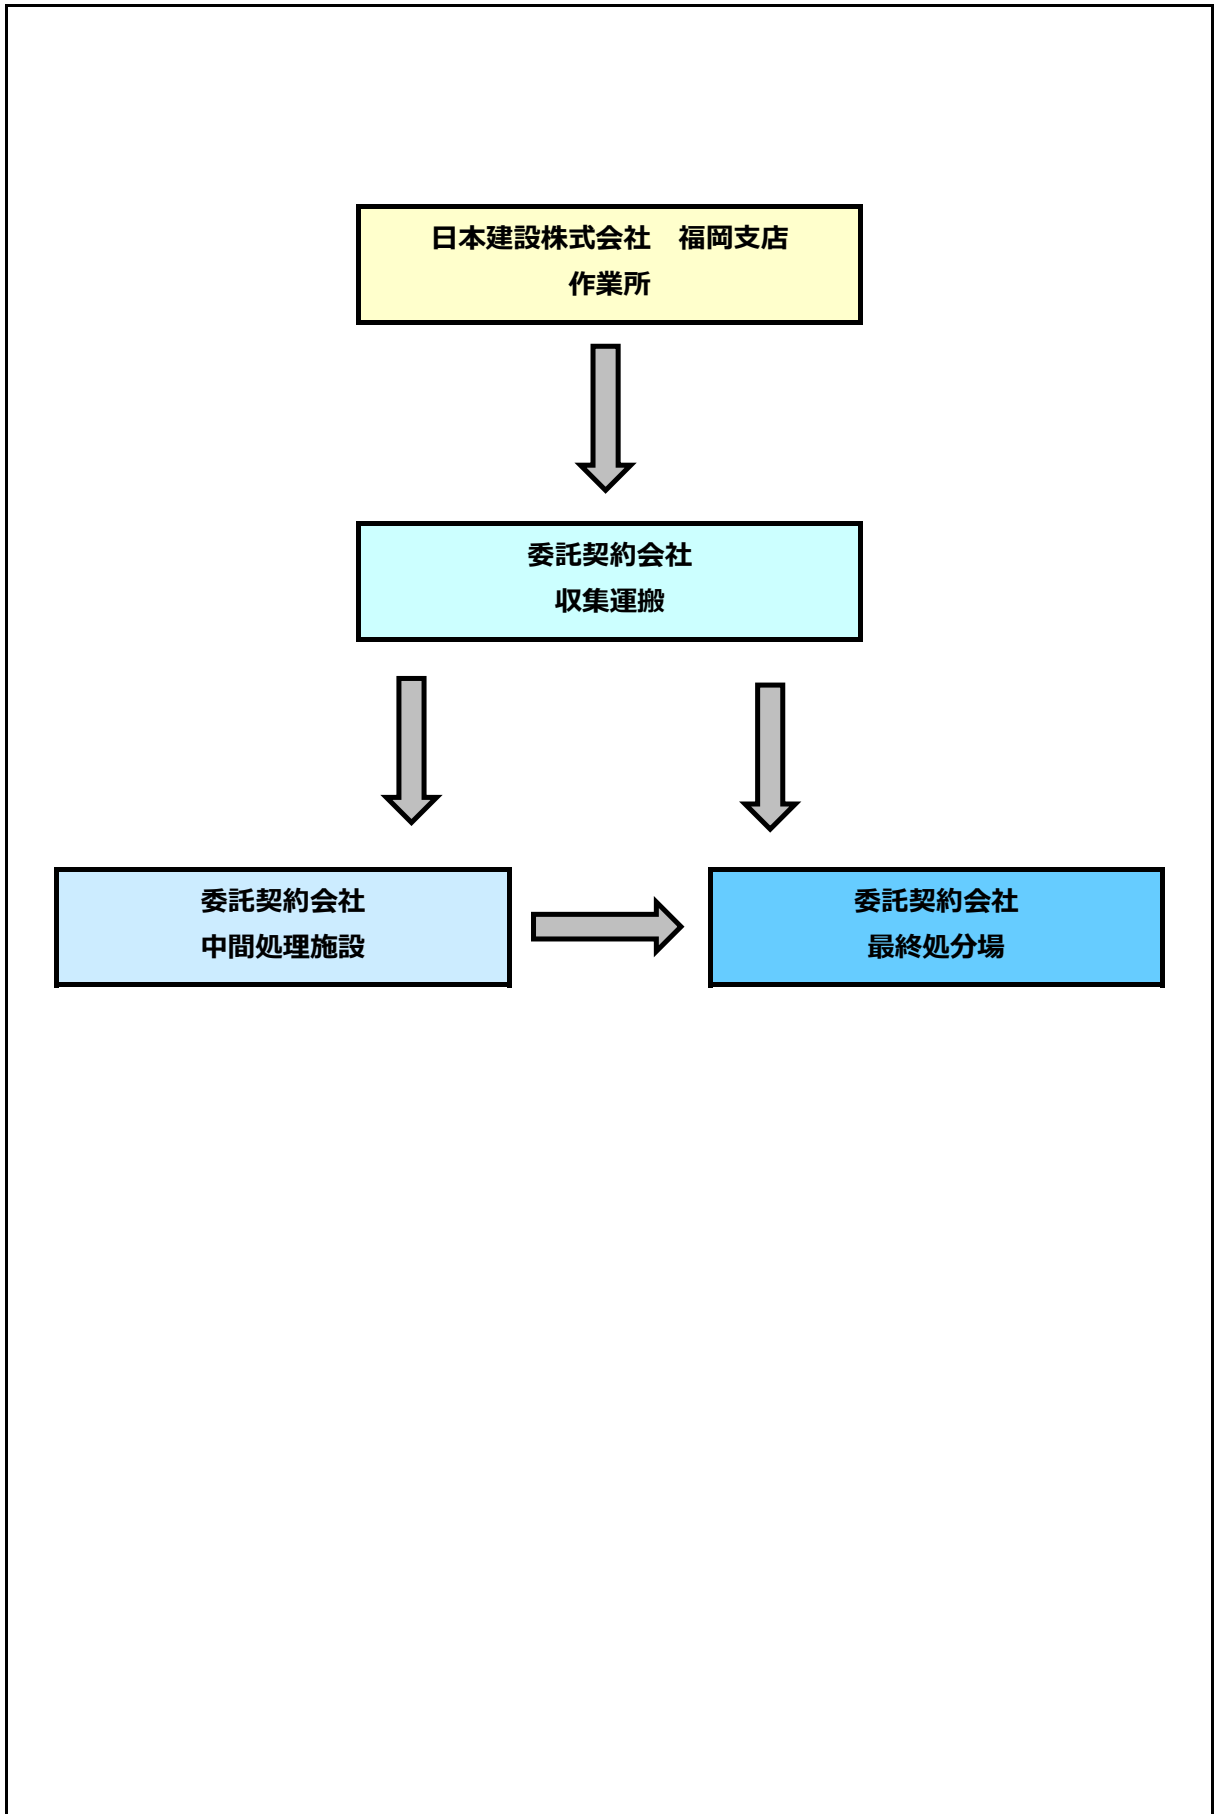 日本建設株式会社　福岡支店
作業所
委託契約会社
収集運搬
委託契約会社
中間処理施設
委託契約会社
最終処分場